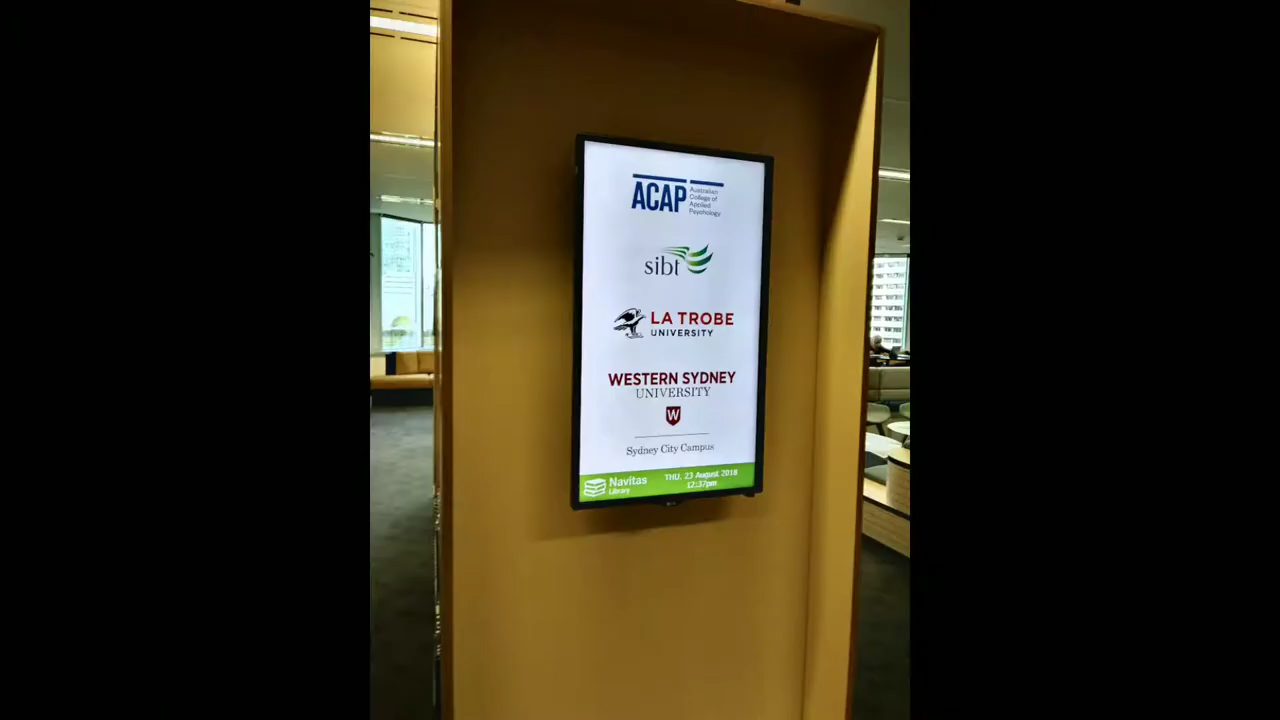 ACAP
Australian
College of
Applied
Psychology
sibt
LA TROBE
UNIVERSITY
WESTERN SYDNEY
UNIVERSITY
W
Sydney City Campus
Navitas
Library
THU, 23 August 2018
12:37pm